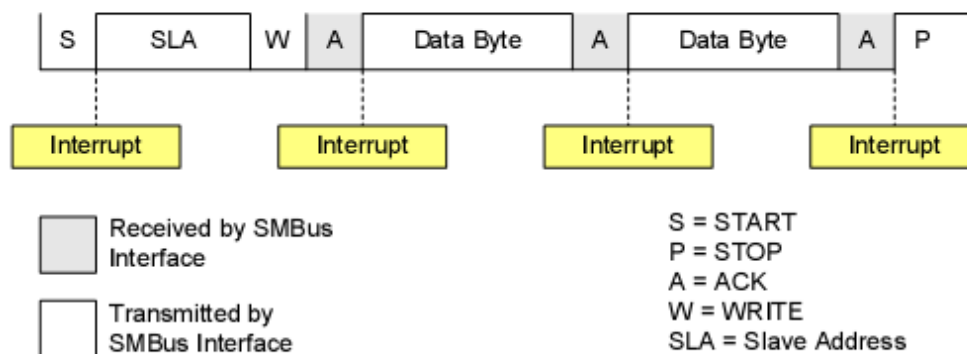 S SLA W A Data Byte A Data Byte A P
Interrupt Interrupt Interrupt Interrupt
Received by SMBus
Interface
Transmitted by
SMBus Interface
S = START
P = STOP
A = ACK
W = WRITE
SLA = Slave Address